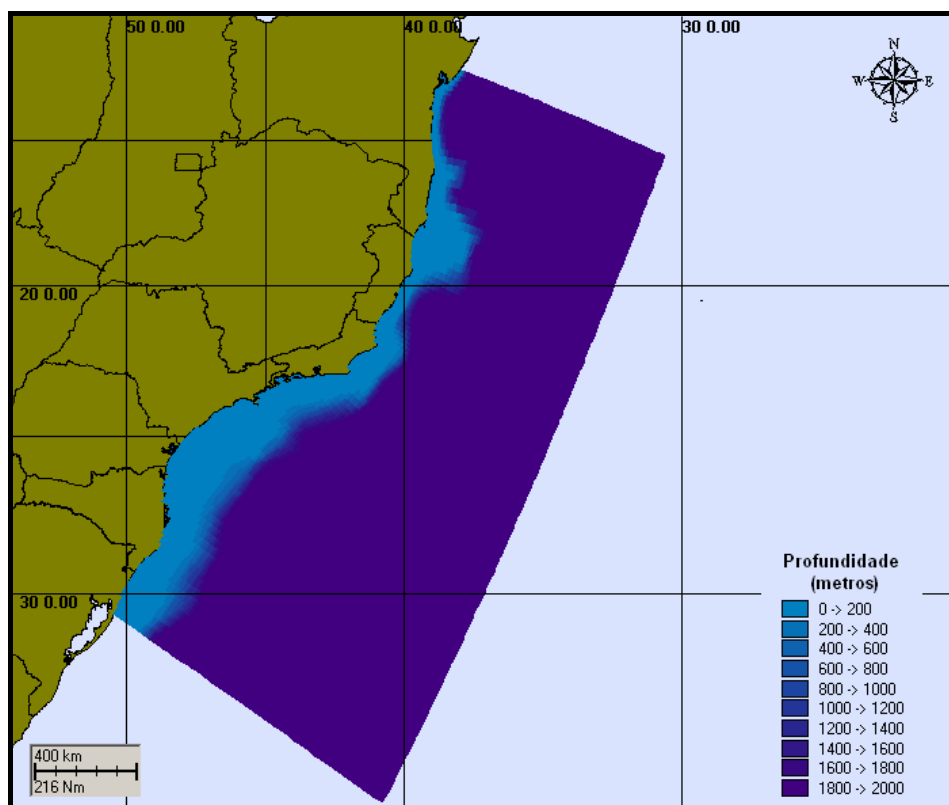 50 0.00
40 0.00
30 0.00
N
W
E
S
20 0.00
30 0.00
Profundidade
(metros)
0 -> 200
200 -> 400
400 -> 600
600 -> 800
800 -> 1000
1000 -> 1200
1200 -> 1400
1400 -> 1600
1600 -> 1800
1800 -> 2000
400 km
216 Nm